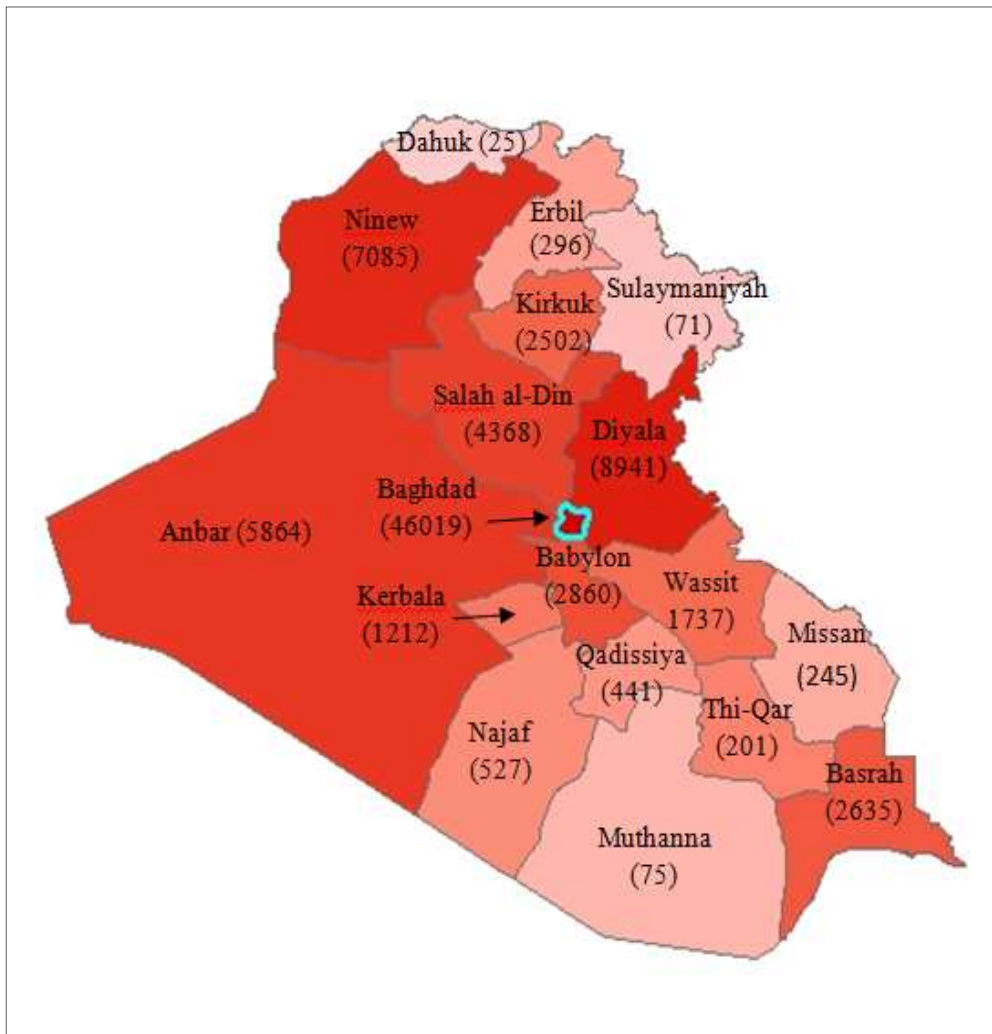 Dahuk (25)
Ninew
(7085)
Erbil
(296)
Sulaymaniyah
(71)
Kirkuk
(2502)
Salah al-Din
(4368)
Diyala
(8941)
Baghdad
(46019)
Anbar (5864)
Babylon
(2860)
Kerbala
(1212)
Wassit
1737)
Missan
(245)
Qadissiya
(441)
Thi-Qar
(201)
Najaf
(527)
Basrah
(2635)
Muthanna
(75)